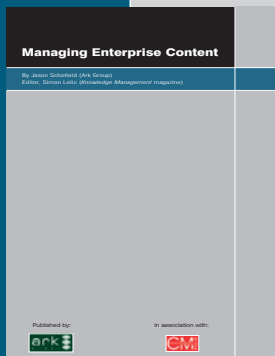 Managing Enterprise Content
By Jason Schofield (Ark Group)
Editor, Simon Lelic (Knowledge Management magazine)
Published by:
In association with:
ark
CMi